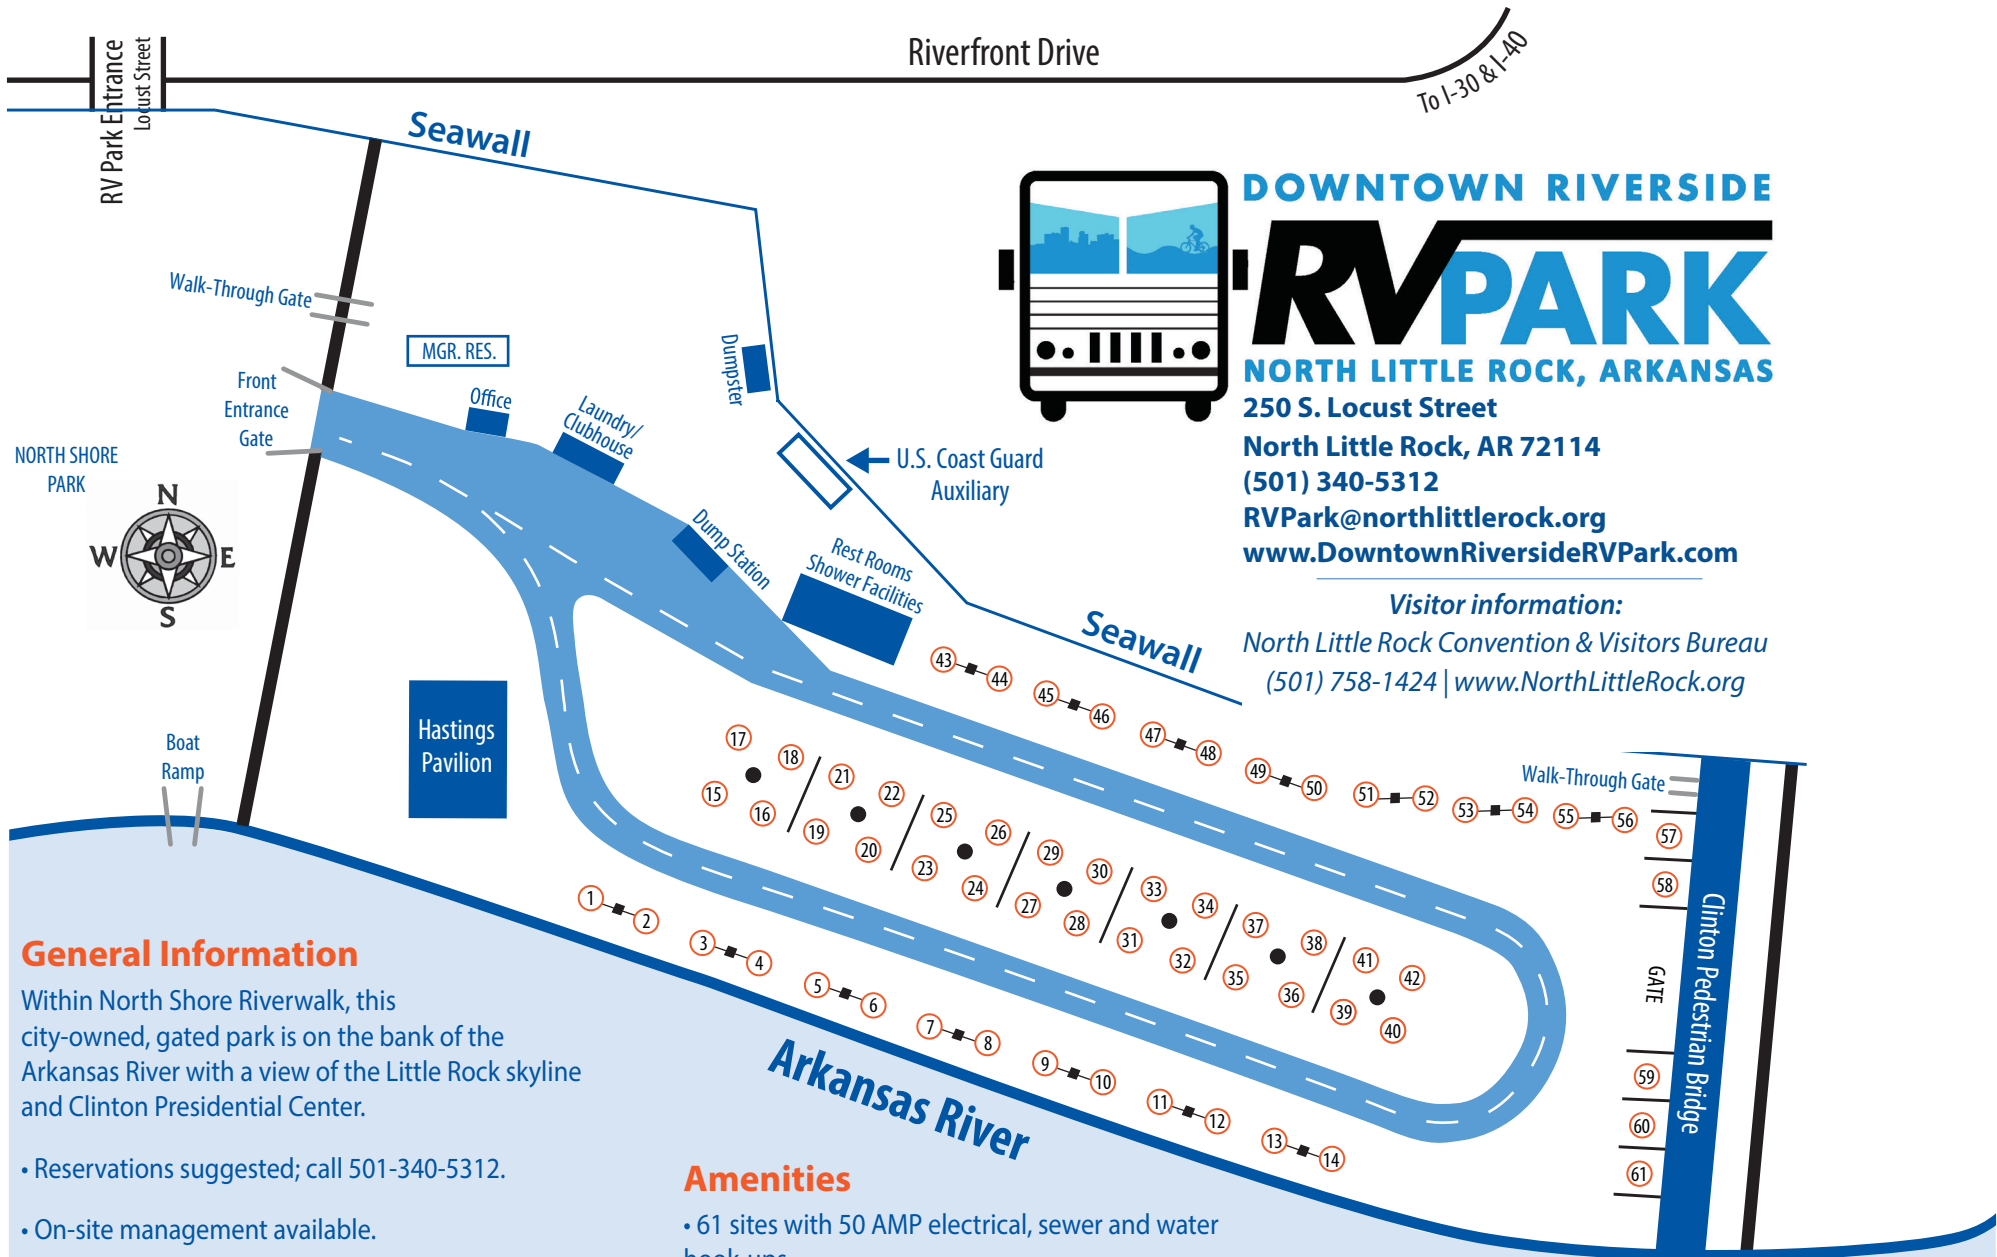 Riverfront Drive
To I-30 & I-40
RV Park Entrance
Locust Street
Seawall
DOWNTOWN RIVERSIDE
RVPARK
NORTH LITTLE ROCK, ARKANSAS
250 S. Locust Street
North Little Rock, AR 72114
(501) 340-5312
RVPark@northlittlerock.org
www.DowntownRiversideRVPark.com
Visitor information:
North Little Rock Convention & Visitors Bureau
(501) 758-1424 | www.NorthLittleRock.org
Walk-Through Gate
MGR. RES.
Front
Entrance
Gate
Office
Laundry/
Clubhouse
Dumpster
U.S. Coast Guard
Auxiliary
NORTH SHORE
PARK
N
W
E
S
Dump Station
Rest Rooms
Shower Facilities
Seawall
Hastings
Pavilion
Boat
Ramp
43
44
45
46
47
48
49
50
51
52
53
54
55
56
Walk-Through Gate
57
58
GATE
59
60
61
Clinton Pedestrian Bridge
17
18
15
16
21
22
19
20
25
26
23
24
29
30
27
28
33
34
31
32
37
38
35
36
41
42
39
40
1
2
3
4
5
6
7
8
9
10
11
12
13
14
Arkansas River
General Information
Within North Shore Riverwalk, this
city-owned, gated park is on the bank of the
Arkansas River with a view of the Little Rock skyline
and Clinton Presidential Center.
• Reservations suggested; call 501-340-5312.
• On-site management available.
Amenities
• 61 sites with 50 AMP electrical, sewer and water